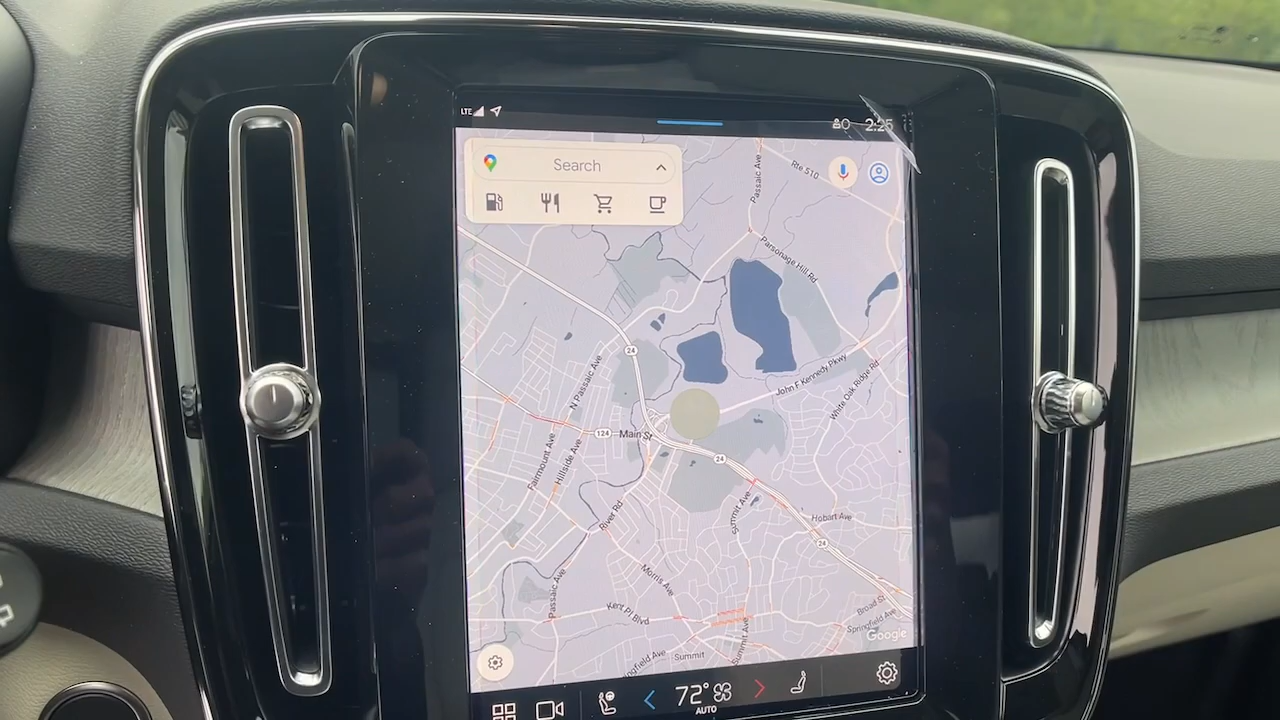 LTE
2:25
Search
Passaic Ave
Rte 510
Parsonage Hill Rd
24
N Passaic Ave
John F Kennedy Pkwy
White Oak Ridge Rd
124
Main St
24
Fairmount Ave
Hillside Ave
River Rd
Summit Ave
Hobart Ave
24
Passaic Ave
Morris Ave
Kent Pl Blvd
Broad St
Springfield Ave
Google
Summit Ave
Summit
72°
AUTO